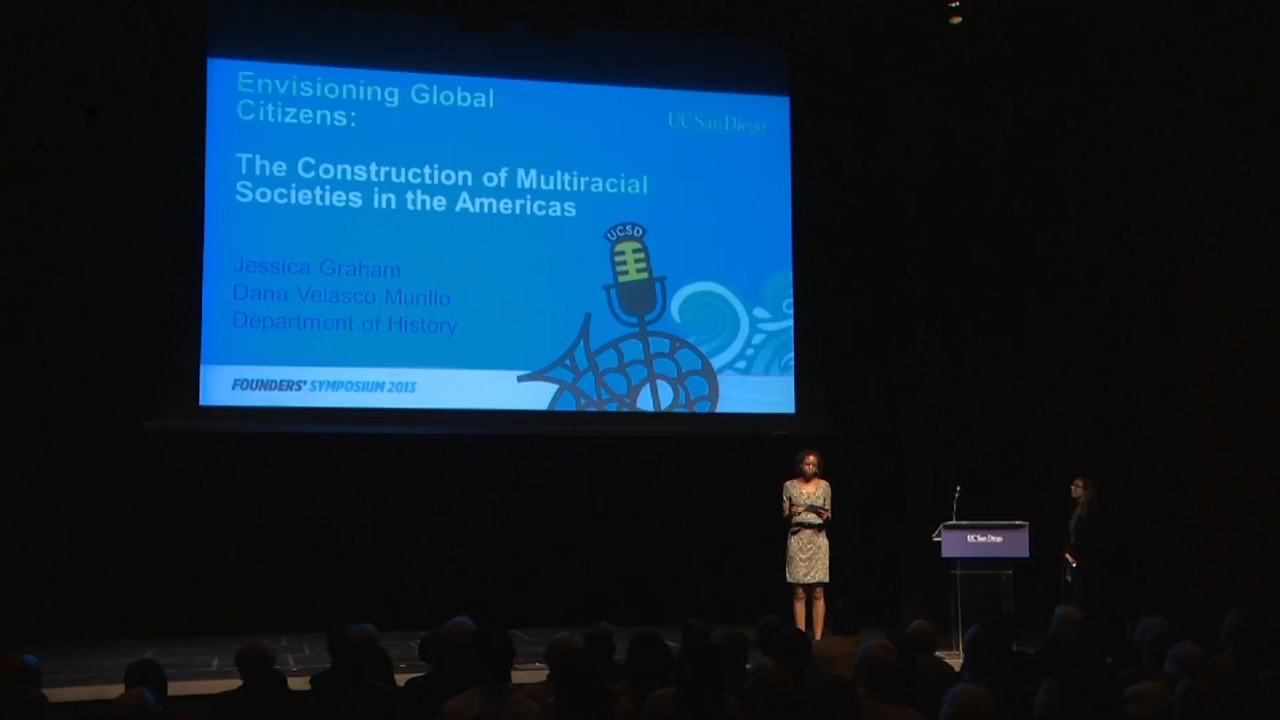 Envisioning Global
Citizens:
UC San Diego
The Construction of Multiracial
Societies in the Americas
UCSD
Jessica Graham
Dana Velasco Murillo
Department of History
FOUNDERS' SYMPOSIUM 2013
UC San Diego